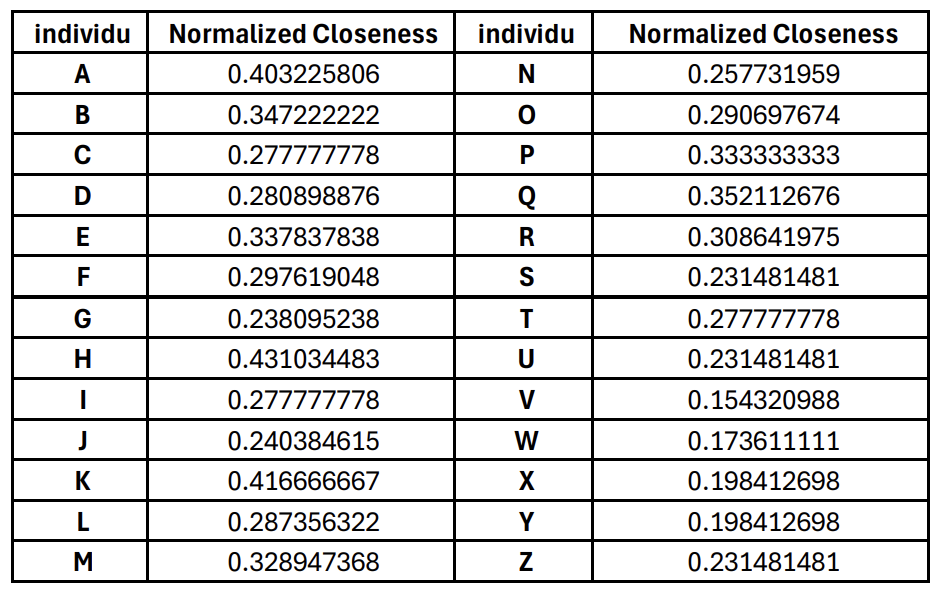 individu Normalized Closeness individu Normalized Closeness
A 0.403225806 N 0.257731959
B 0.347222222 O 0.290697674
C 0.277777778 P 0.333333333
D 0.280898876 Q 0.352112676
E 0.337837838 R 0.308641975
F 0.297619048 S 0.231481481
G 0.238095238 T 0.277777778
H 0.431034483 U 0.231481481
I 0.277777778 V 0.154320988
J 0.240384615 W 0.173611111
K 0.416666667 X 0.198412698
L 0.287356322 Y 0.198412698
M 0.328947368 Z 0.231481481